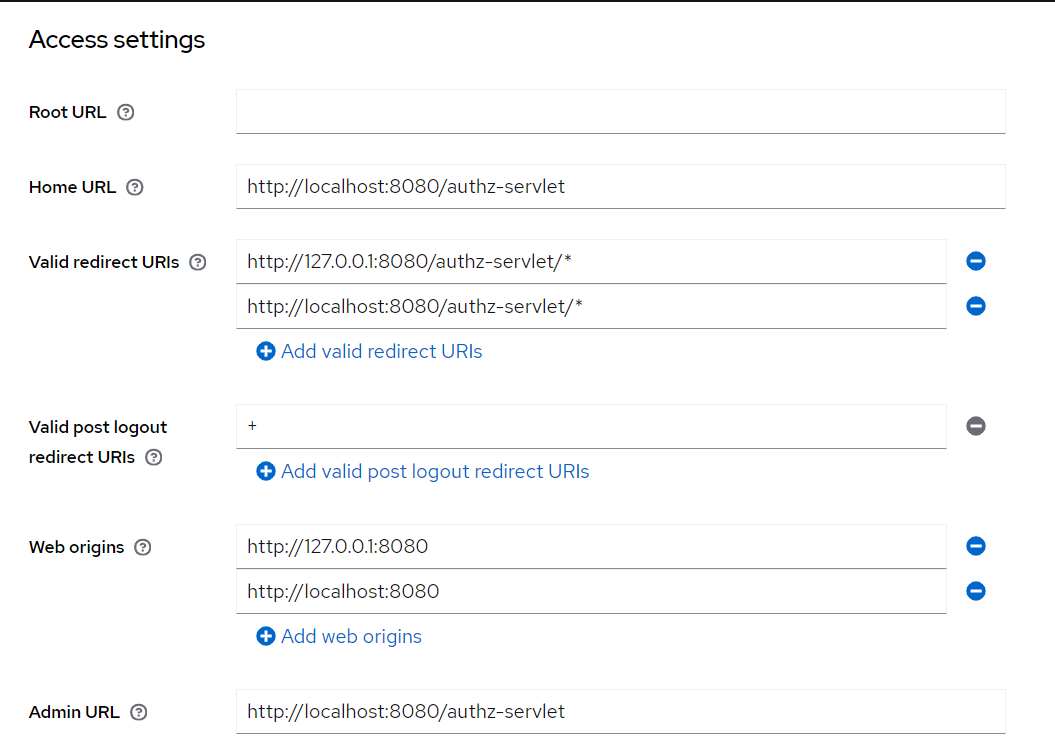 Access settings
Root URL
Home URL
http://localhost:8080/authz-servlet
Valid redirect URIs
http://127.0.0.1:8080/authz-servlet/*
http://localhost:8080/authz-servlet/*
Add valid redirect URIs
Valid post logout
redirect URIs
+
Add valid post logout redirect URIs
Web origins
http://127.0.0.1:8080
http://localhost:8080
Add web origins
Admin URL
http://localhost:8080/authz-servlet